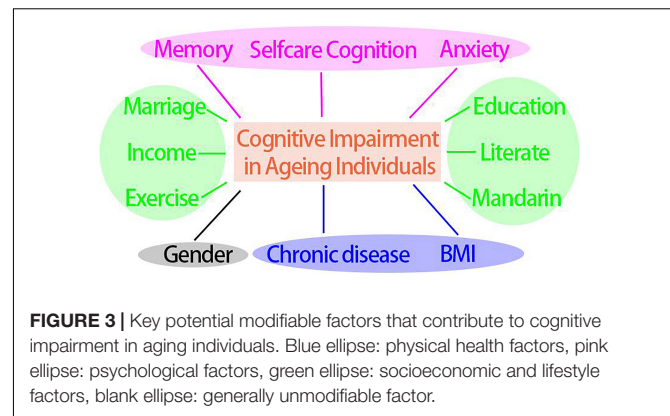 Memory Selfcare Cognition Anxiety
Marriage
Education
Cognitive Impairment
in Ageing Individuals
Income
Literate
Exercise
Mandarin
Gender
Chronic disease
BMI
FIGURE 3 | Key potential modifiable factors that contribute to cognitive
impairment in aging individuals. Blue ellipse: physical health factors, pink
ellipse: psychological factors, green ellipse: socioeconomic and lifestyle
factors, blank ellipse: generally unmodifiable factor.